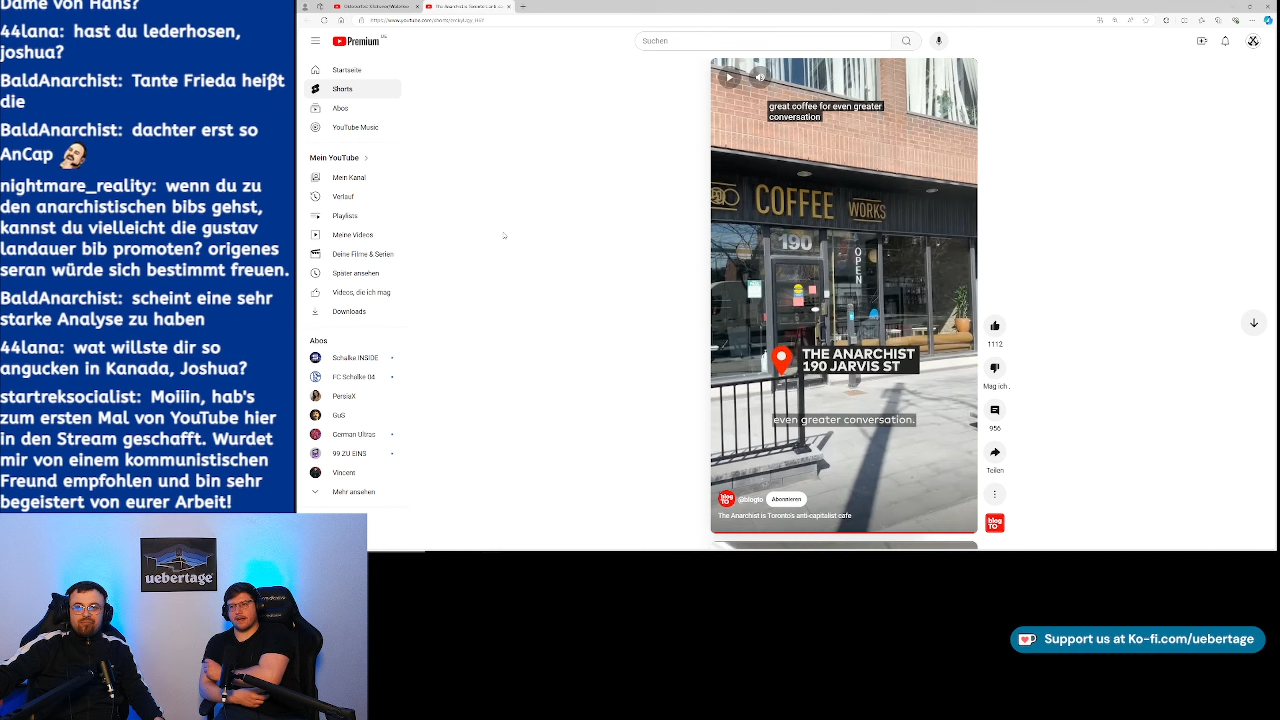 Dame von Hans?
44lana: hast du lederhosen,
joshua?
BaldAnarchist: Tante Frieda heißt
die
BaldAnarchist: dachter erst so
AnCap
nightmare_reality: wenn du zu
den anarchistischen bibs gehst,
kannst du vielleicht die gustav
landauer bib promoten? origenes
seran würde sich bestimmt freuen.
BaldAnarchist: scheint eine sehr
starke Analyse zu haben
44lana: wat willste dir so
angucken in Kanada, Joshua?
startreksocialist: Moiiin, hab's
zum ersten Mal von YouTube hier
in den Stream geschafft. Wurdet
mir von einem kommunistischen
Freund empfohlen und bin sehr
begeistert von eurer Arbeit!
uebertage
Premium
DE
Suchen
Startseite
Shorts
Abos
YouTube Music
Mein YouTube
Mein Kanal
Verlauf
Playlists
Meine Videos
Deine Filme & Serien
Später ansehen
Videos, die ich mag
Downloads
Abos
Schalke INSIDE
FC Schalke 04
PersiaX
GuS
German Ultras
99 ZU EINS
Vincent
Mehr ansehen
great coffee for even greater
conversation
COFFEE WORKS
190
OPEN
THE ANARCHIST
190 JARVIS ST
even greater conversation.
blog TO @blogto Abonnieren
The Anarchist is Toronto's anti-capitalist cafe
1112
Mag ich .
956
Teilen
blog
TO
Support us at Ko-fi.com/uebertage